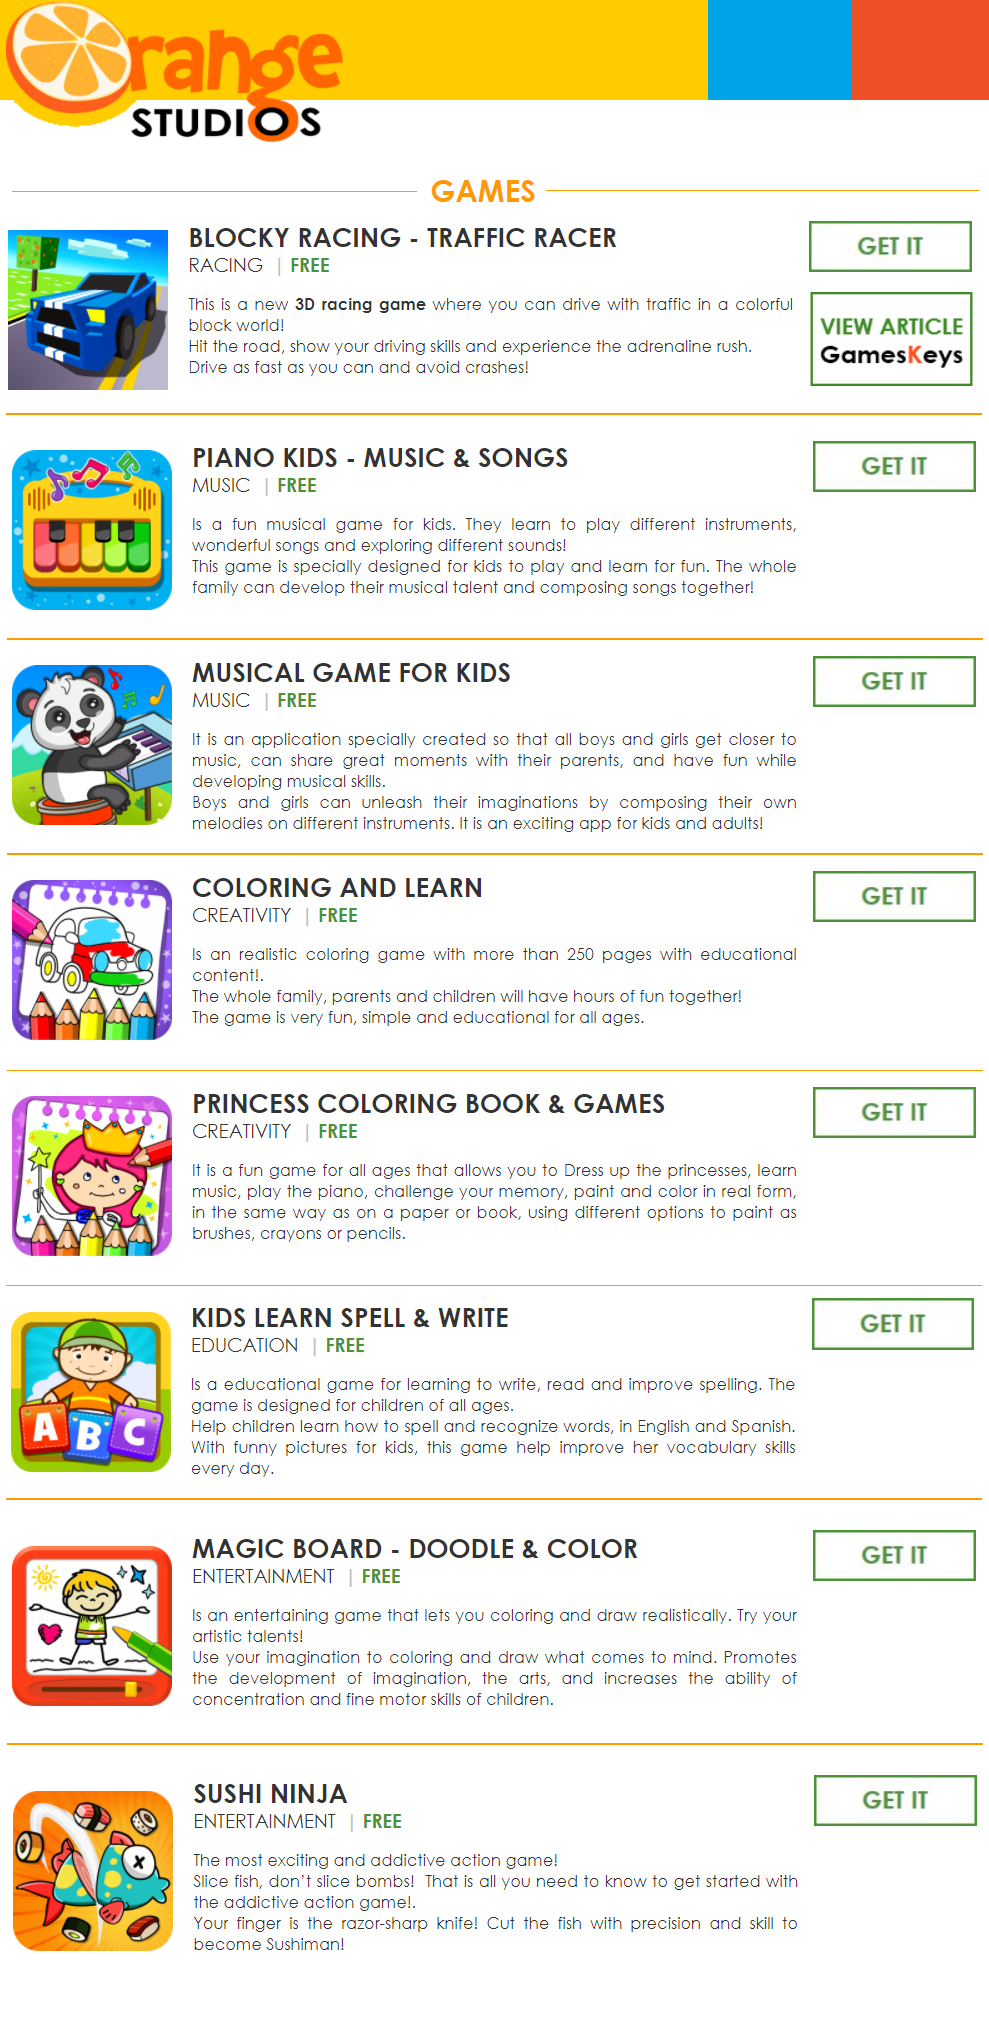 Orange
STUDIOS
GAMES
BLOCKY RACING - TRAFFIC RACER
GET IT
RACING | FREE
This is a new 3D racing game where you can drive with traffic in a colorful
block world!
Hit the road, show your driving skills and experience the adrenaline rush.
Drive as fast as you can and avoid crashes!
VIEW ARTICLE
GamesKeys
PIANO KIDS - MUSIC & SONGS
GET IT
MUSIC | FREE
Is a fun musical game for kids. They learn to play different instruments,
wonderful songs and exploring different sounds!
This game is specially designed for kids to play and learn for fun. The whole
family can develop their musical talent and composing songs together!
MUSICAL GAME FOR KIDS
GET IT
MUSIC | FREE
It is an application specially created so that all boys and girls get closer to
music, can share great moments with their parents, and have fun while
developing musical skills.
Boys and girls can unleash their imaginations by composing their own
melodies on different instruments. It is an exciting app for kids and adults!
COLORING AND LEARN
GET IT
CREATIVITY | FREE
Is an realistic coloring game with more than 250 pages with educational
content!.
The whole family, parents and children will have hours of fun together!
The game is very fun, simple and educational for all ages.
PRINCESS COLORING BOOK & GAMES
GET IT
CREATIVITY | FREE
It is a fun game for all ages that allows you to Dress up the princesses, learn
music, play the piano, challenge your memory, paint and color in real form,
in the same way as on a paper or book, using different options to paint as
brushes, crayons or pencils.
KIDS LEARN SPELL & WRITE
GET IT
EDUCATION | FREE
Is a educational game for learning to write, read and improve spelling. The
game is designed for children of all ages.
Help children learn how to spell and recognize words, in English and Spanish.
With funny pictures for kids, this game help improve her vocabulary skills
every day.
A B C
MAGIC BOARD - DOODLE & COLOR
GET IT
ENTERTAINMENT | FREE
Is an entertaining game that lets you coloring and draw realistically. Try your
artistic talents!
Use your imagination to coloring and draw what comes to mind. Promotes
the development of imagination, the arts, and increases the ability of
concentration and fine motor skills of children.
SUSHI NINJA
GET IT
ENTERTAINMENT | FREE
The most exciting and addictive action game!
Slice fish, don't slice bombs! That is all you need to know to get started with
the addictive action game!.
Your finger is the razor-sharp knife! Cut the fish with precision and skill to
become Sushiman!